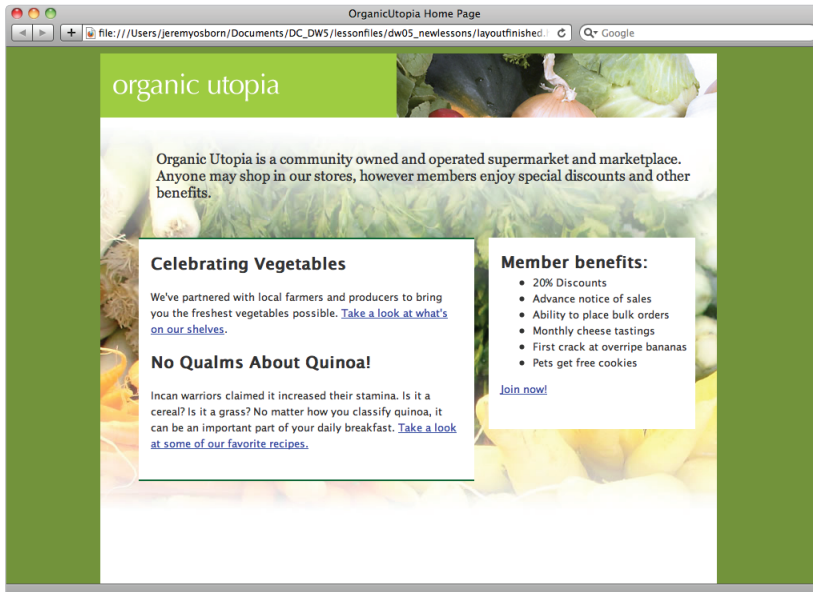 OrganicUtopia Home Page
file:///Users/jeremyosborn/Documents/DC_DW5/lessonfiles/dw05_newlessons/layoutfinished.
Google
organic utopia
Organic Utopia is a community owned and operated supermarket and marketplace.
Anyone may shop in our stores, however members enjoy special discounts and other
benefits.
Celebrating Vegetables
We've partnered with local farmers and producers to bring
you the freshest vegetables possible. Take a look at what's
on our shelves.
No Qualms About Quinoa!
Incan warriors claimed it increased their stamina. Is it a
cereal? Is it a grass? No matter how you classify quinoa, it
can be an important part of your daily breakfast. Take a look
at some of our favorite recipes.
Member benefits:
• 20% Discounts
• Advance notice of sales
• Ability to place bulk orders
• Monthly cheese tastings
• First crack at overripe bananas
• Pets get free cookies
Join now!